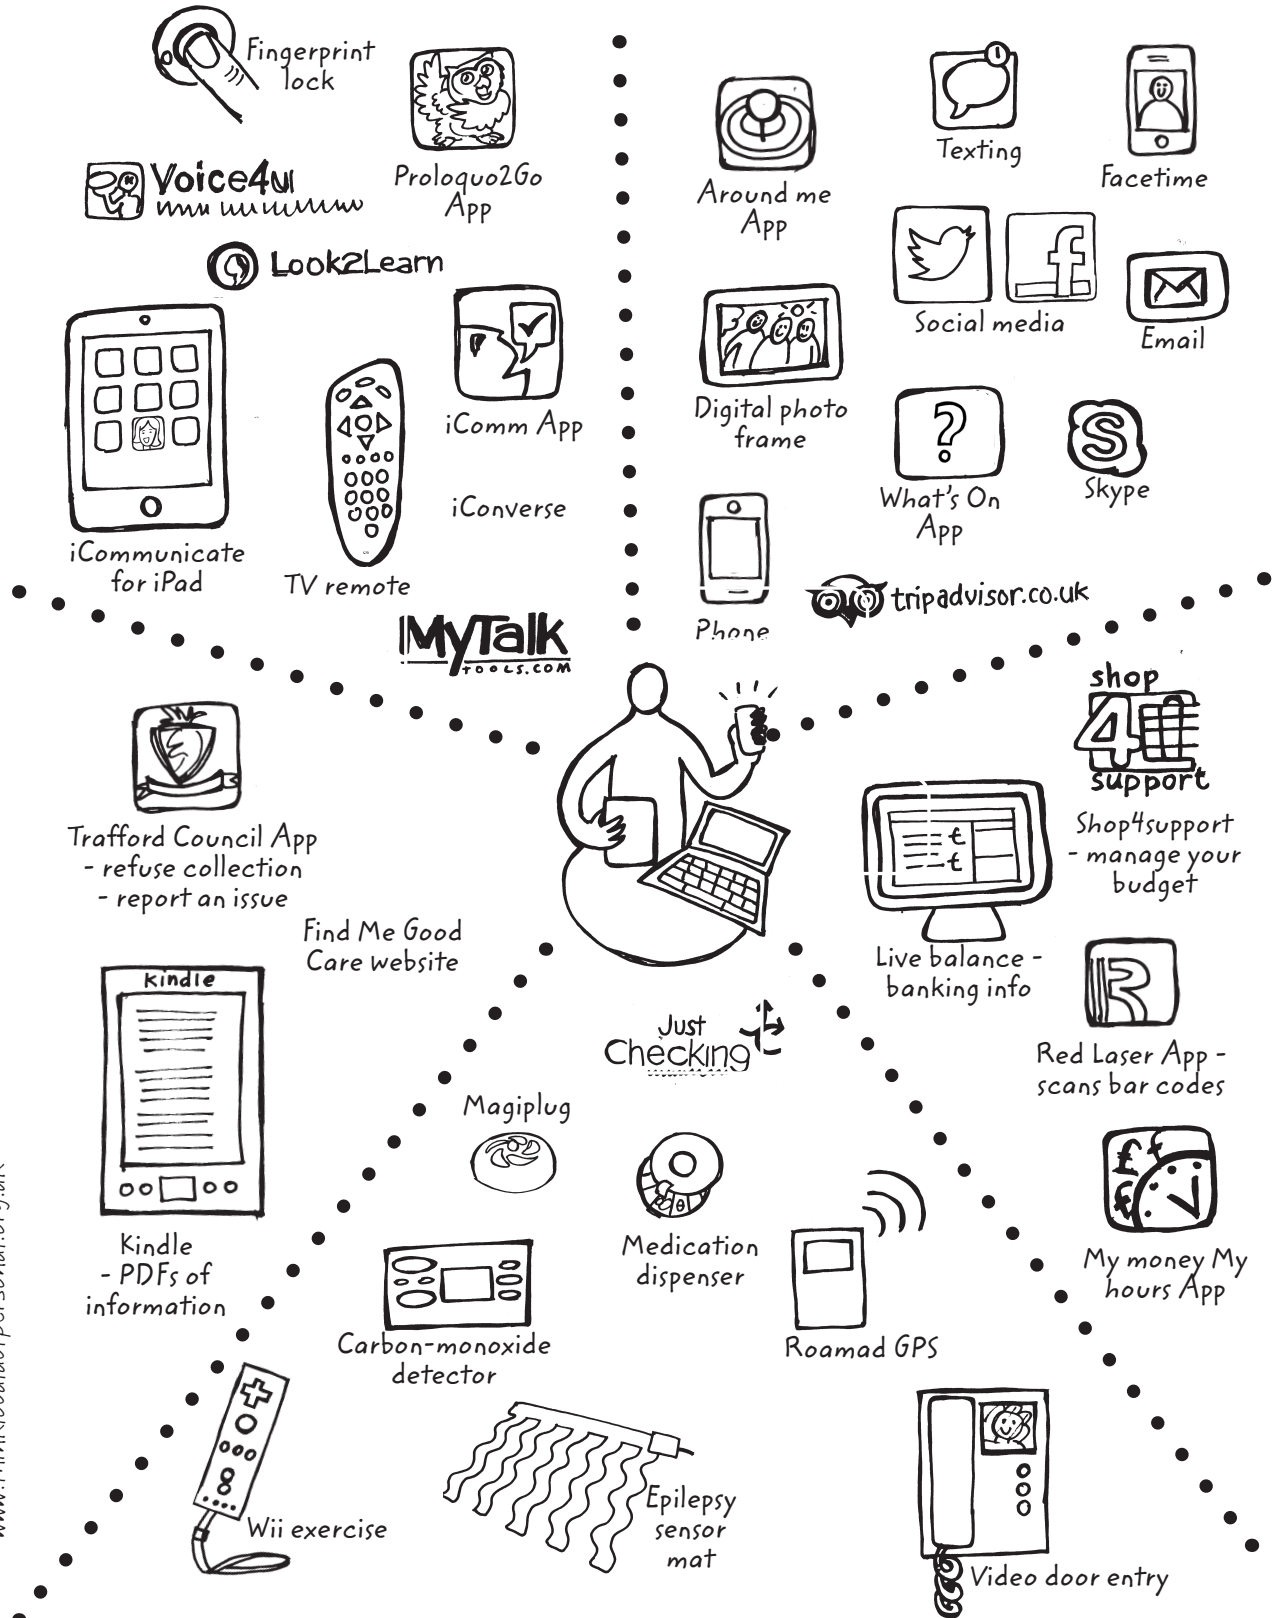 Fingerprint
lock
Proloquo2Go
App
Voice4u
Look2Learn
iComm App
iConverse
iCommunicate
for iPad
TV remote
MyTalk
TOOLS.COM
Around me
App
Texting
1
Facetime
f
Social media
Email
Digital photo
frame
?
What's On
App
S
Skype
Phone
tripadvisor.co.uk
shop
4
support
Shop4support
- manage your
budget
£
£
Live balance -
banking info
R
Red Laser App -
scans bar codes
£
€
My money My
hours App
Trafford Council App
- refuse collection
- report an issue
Find Me Good
Care website
kindle
Kindle
- PDFs of
information
Just
Checking
Magiplug
Medication
dispenser
Carbon-monoxide
detector
Roamad GPS
Wii exercise
Epilepsy
sensor
mat
Video door entry